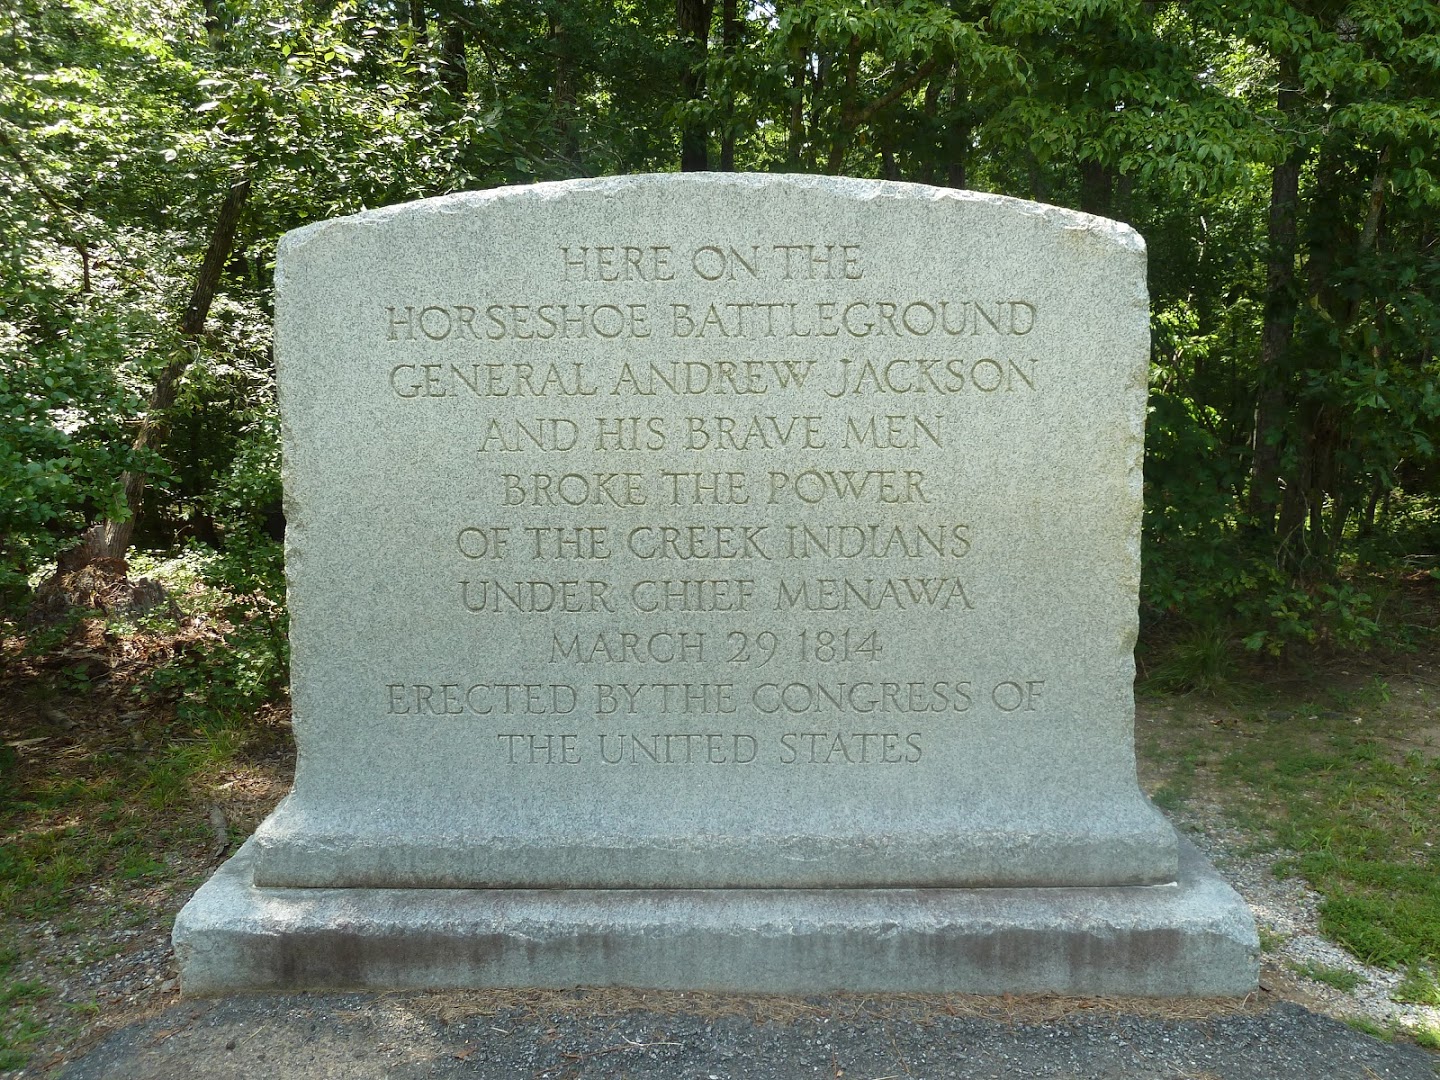 HERE ON THE
HORSESHOE BATTLEGROUND
GENERAL ANDREW JACKSON
AND HIS BRAVE MEN
BROKE THE POWER
OF THE CREEK INDIANS
UNDER CHIEF MENAWA
MARCH 29 1814
ERECTED BY THE CONGRESS OF
THE UNITED STATES